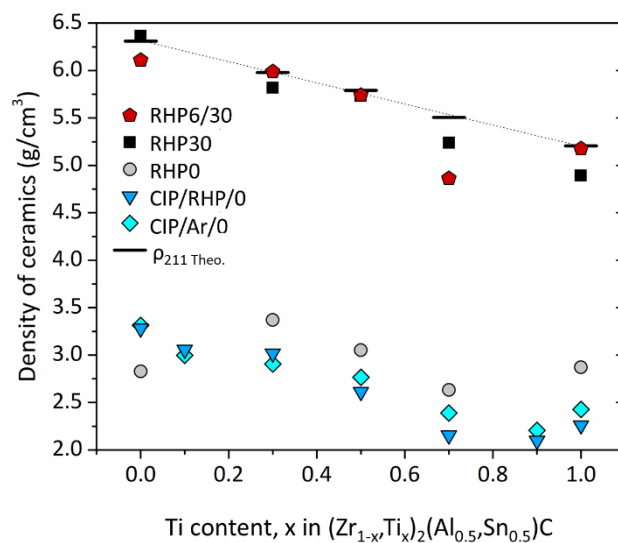 6.5
6.0
5.5
5.0
4.5
4.0
3.5
3.0
2.5
2.0
Density of ceramics (g/cm³)
RHP6/30
RHP30
RHP0
CIP/RHP/0
CIP/Ar/0
ρ₂₁₁ Theo.
0.0 0.2 0.4 0.6 0.8 1.0
Ti content, x in (Zr₁₋ₓ,Tiₓ)₂(Al₀.₅,Sn₀.₅)C